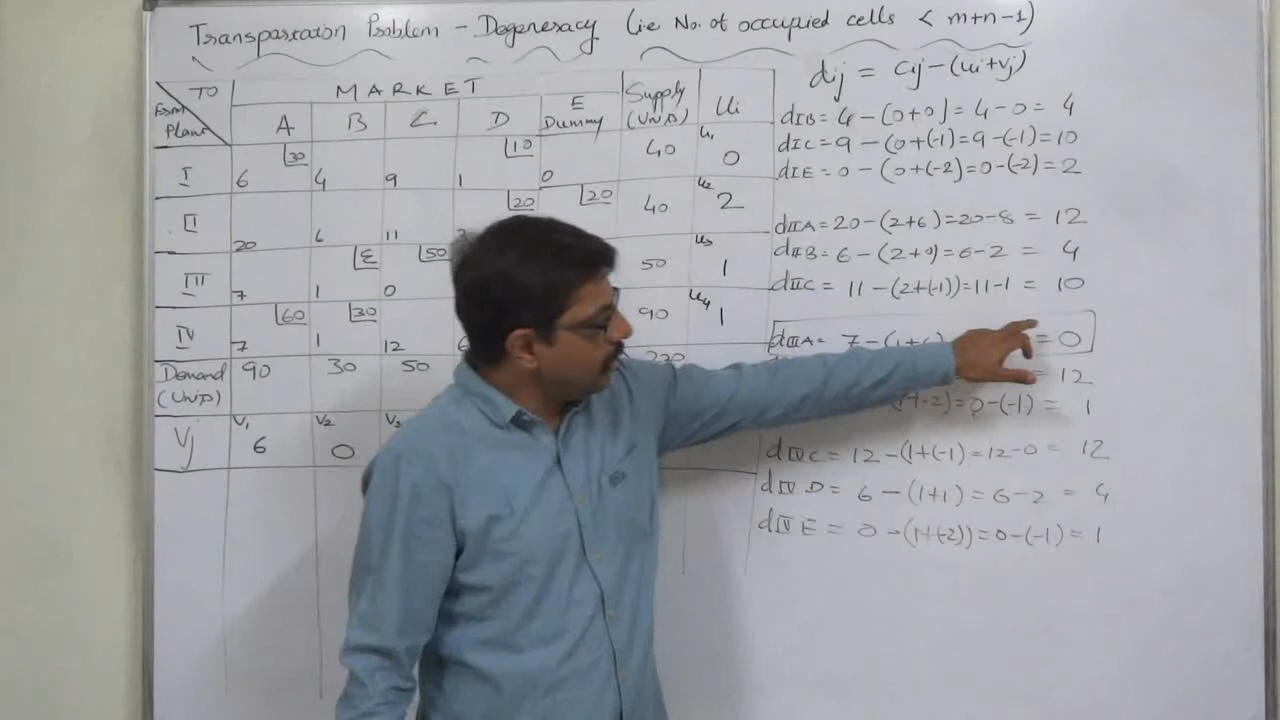 Transportation Problem - Degeneracy (i.e No. of occupied cells < m+n-1)
TO
From Plant
MARKET
A B C D E Dummy
Supply (Units)
Ui
I 6 30 4 9 1 10 0 40 u1 0
II 20 6 11 20 20 40 u2 2
III 7 1 ε 0 50 50 u3 1
IV 7 60 1 30 12 6 90 u4 1
Demand (Units) 90 30 50
Vj V1 6 V2 0
dij = Cij - (ui+vj)
dIB = 4 - (0+0) = 4-0 = 4
dIC = 9 - (0+(-1) = 9-(-1) = 10
dIE = 0 - (0+(-2) = 0-(-2) = 2
dIIA = 20-(2+6) = 20-8 = 12
dIIB = 6 - (2+0) = 6-2 = 4
dIIC = 11 - (2+(-1)) = 11-1 = 10
dIIIA = 7 - = 0
= 12
= 0-(-1) = 1
dIVC = 12 - (1+(-1) = 12-0 = 12
dIVD = 6 - (1+1) = 6-2 = 4
dIVE = 0 - (1+(-2)) = 0-(-1) = 1